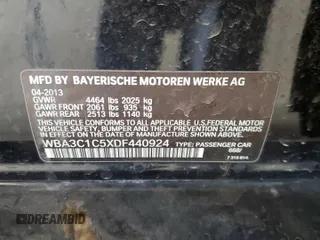 MFD BY BAYERISCHE MOTOREN WERKE AG
04-2013
GVWR 4464 lbs 2025 kg
GAWR FRONT 2061 lbs 935 kg
GAWR REAR 2513 lbs 1140 kg
THIS VEHICLE CONFORMS TO ALL
APPLICABLE U.S.FEDERAL MOTOR
VEHICLE SAFETY, BUMPER, AND
THEFT PREVENTION STANDARDS
IN EFFECT ON THE DATE OF
MANUFACTURE SHOWN ABOVE.
WBA3C1C5XDF440924 TYPE: PASSENGER CAR
668/
DREAMBID